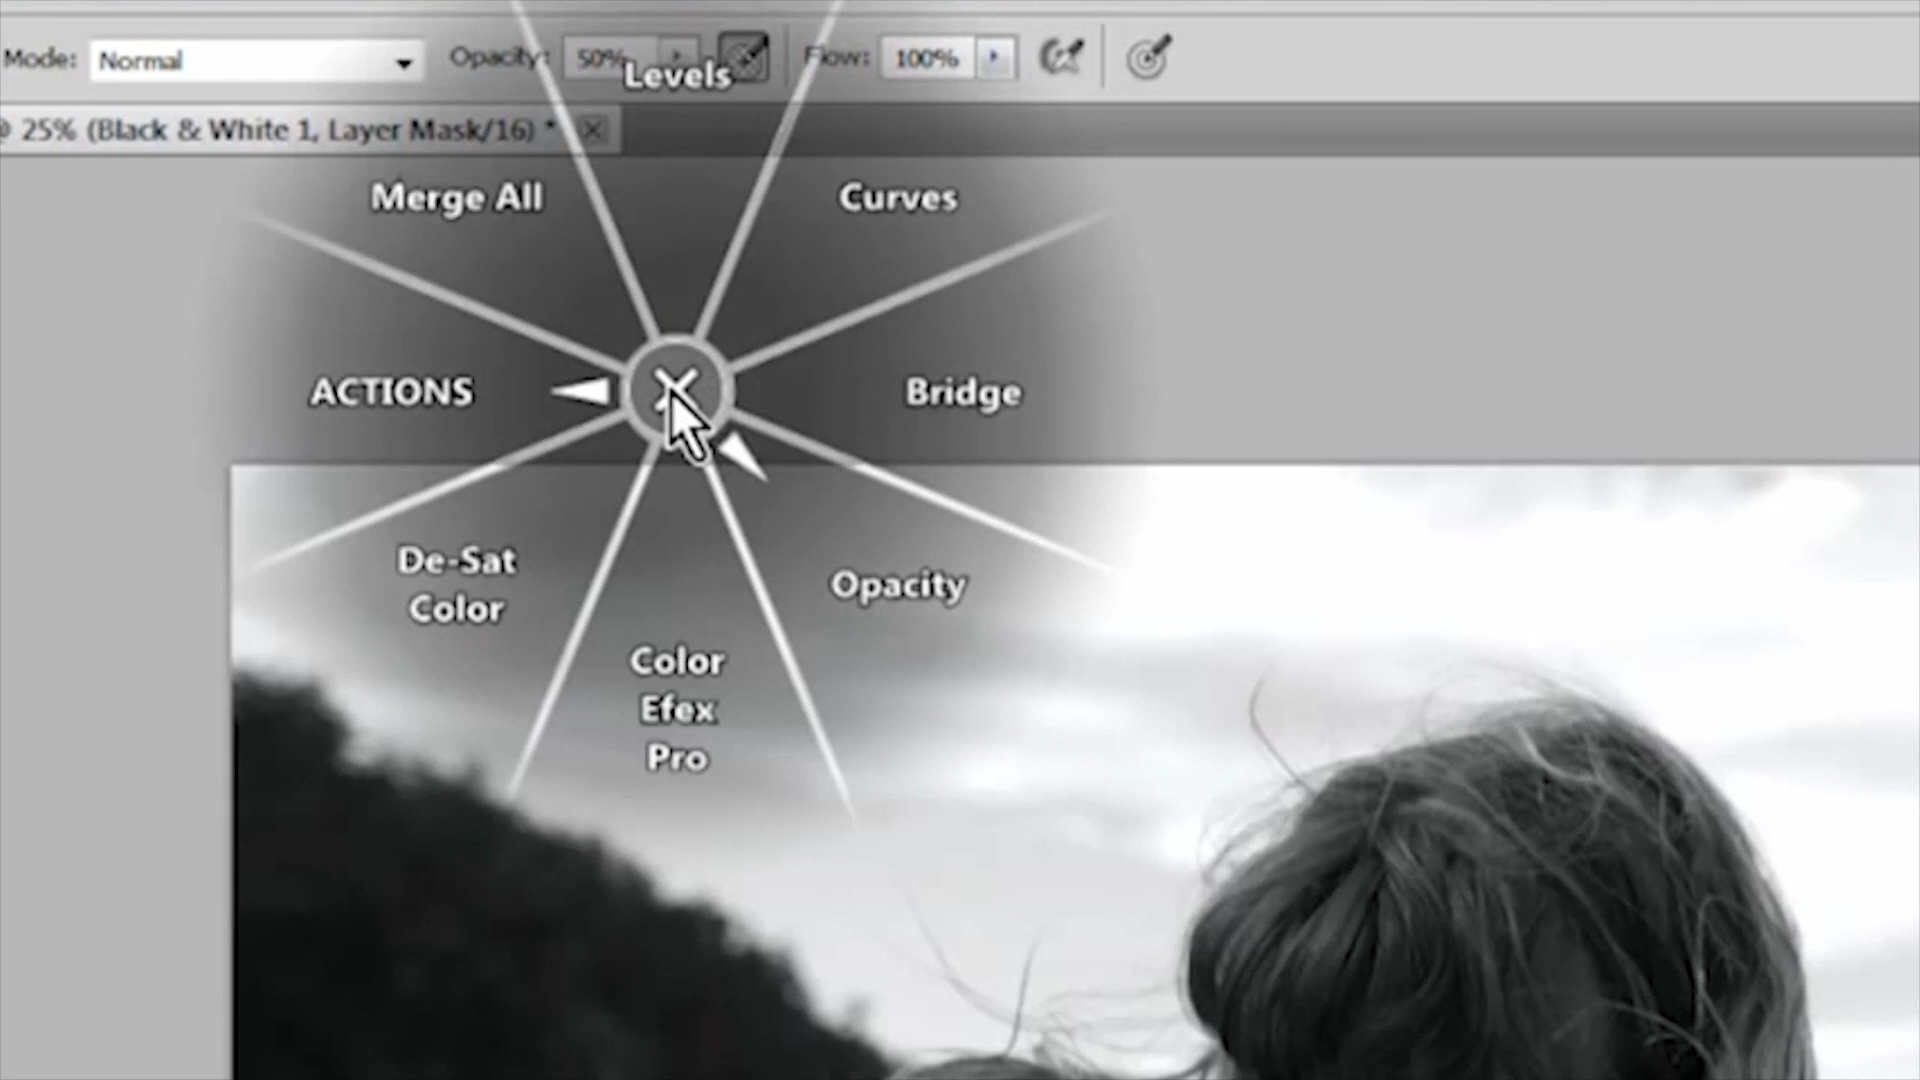 Mode: Normal Opacity: 50% Flow: 100%
Levels
@ 25% (Black & White 1, Layer Mask/16) *
Merge All
Curves
ACTIONS
Bridge
De-Sat
Color
Opacity
Color
Efex
Pro